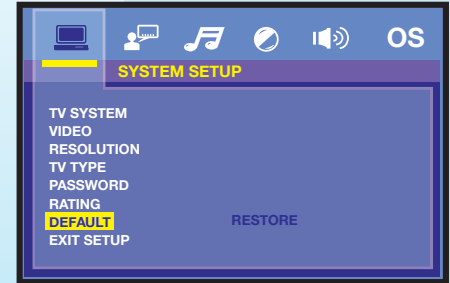 OS
SYSTEM SETUP
TV SYSTEM
VIDEO
RESOLUTION
TV TYPE
PASSWORD
RATING
DEFAULT RESTORE
EXIT SETUP